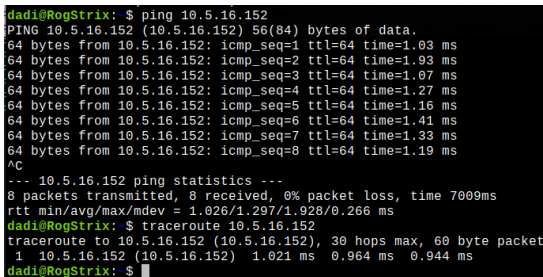 dadi@RogStrix: $ ping 10.5.16.152
PING 10.5.16.152 (10.5.16.152) 56(84) bytes of data.
64 bytes from 10.5.16.152: icmp_seq=1 ttl=64 time=1.03 ms
64 bytes from 10.5.16.152: icmp_seq=2 ttl=64 time=1.93 ms
64 bytes from 10.5.16.152: icmp_seq=3 ttl=64 time=1.07 ms
64 bytes from 10.5.16.152: icmp_seq=4 ttl=64 time=1.27 ms
64 bytes from 10.5.16.152: icmp_seq=5 ttl=64 time=1.16 ms
64 bytes from 10.5.16.152: icmp_seq=6 ttl=64 time=1.41 ms
64 bytes from 10.5.16.152: icmp_seq=7 ttl=64 time=1.33 ms
64 bytes from 10.5.16.152: icmp_seq=8 ttl=64 time=1.19 ms
^C
--- 10.5.16.152 ping statistics ---
8 packets transmitted, 8 received, 0% packet loss, time 7009ms
rtt min/avg/max/mdev = 1.026/1.297/1.928/0.266 ms
dadi@RogStrix: $ traceroute 10.5.16.152
traceroute to 10.5.16.152 (10.5.16.152), 30 hops max, 60 byte packet
1 10.5.16.152 (10.5.16.152) 1.021 ms 0.964 ms 0.944 ms
dadi@RogStrix: $